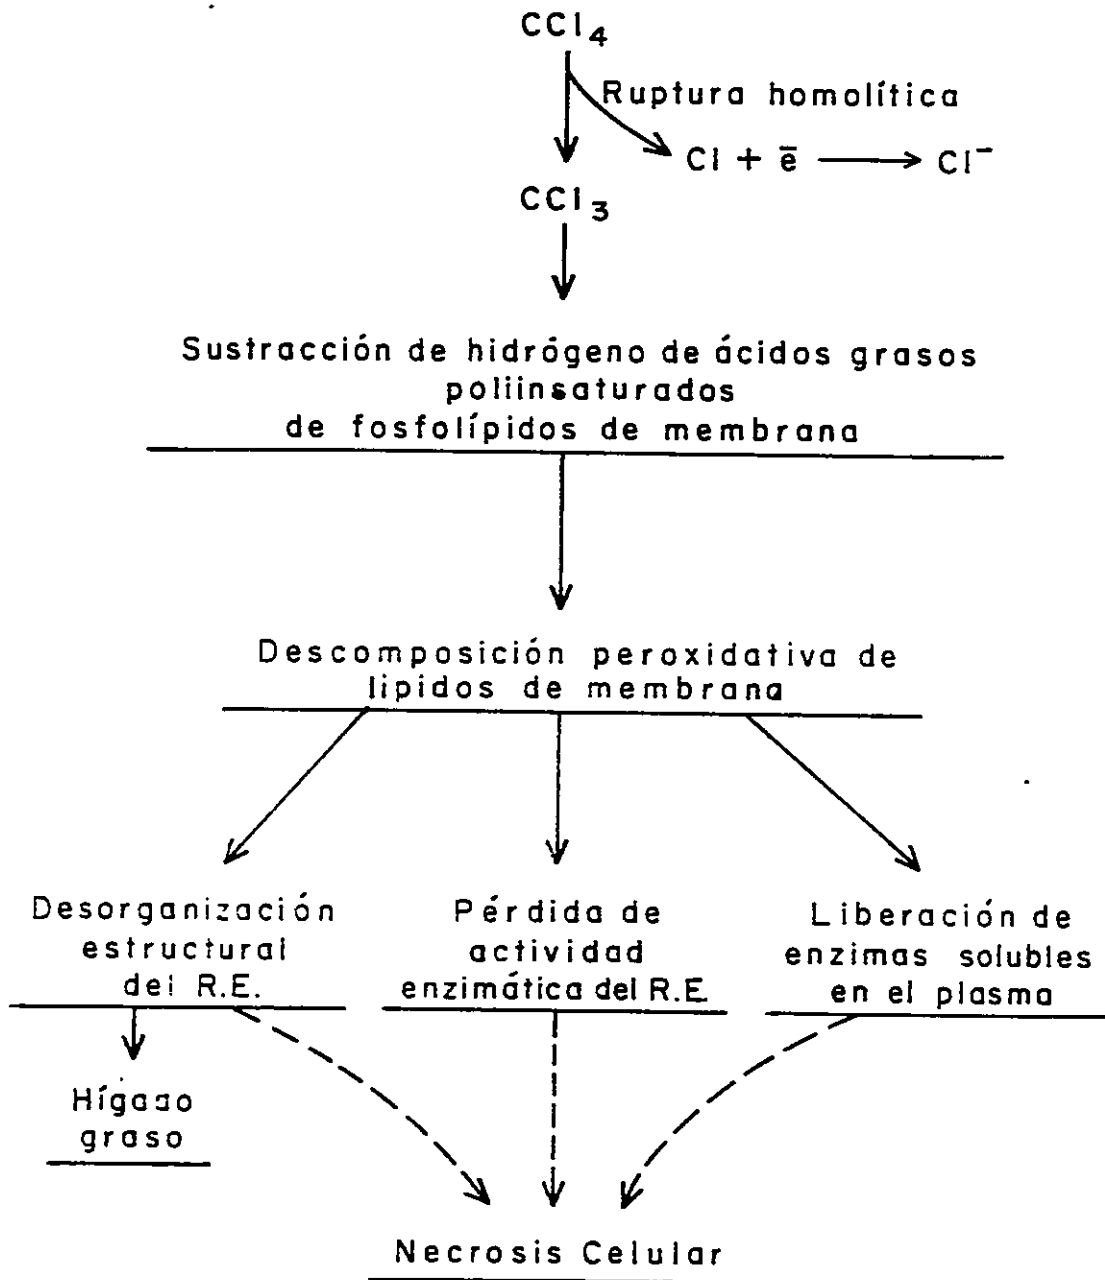 CCl₄
Ruptura homolítica
Cl + ē ⟶ Cl⁻
CCl₃
Sustracción de hidrógeno de ácidos grasos
poliinsaturados
de fosfolípidos de membrana
Descomposición peroxidativa de
lipidos de membrana
Desorganización
estructural
del R.E.
Pérdida de
actividad
enzimática del R.E.
Liberación de
enzimas solubles
en el plasma
Hígado
graso
Necrosis Celular